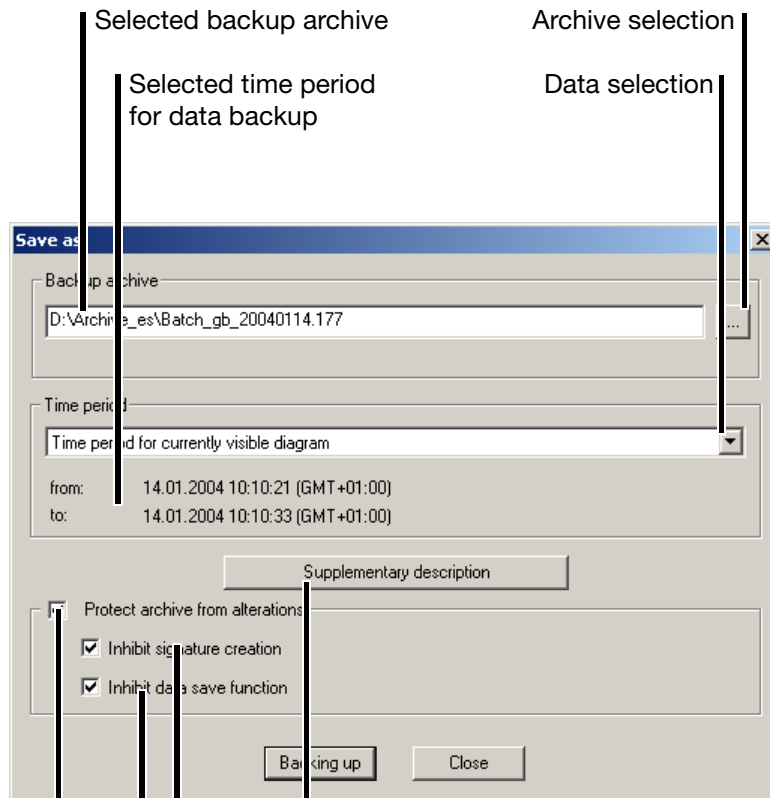 Selected backup archive
Archive selection
Selected time period
for data backup
Data selection
Save as
Backup archive
D:\Archive_es\Batch_gb_20040114.177
...
Time period
Time period for currently visible diagram
from: 14.01.2004 10:10:21 (GMT+01:00)
to: 14.01.2004 10:10:33 (GMT+01:00)
Supplementary description
Protect archive from alterations
Inhibit signature creation
Inhibit data save function
Backing up
Close